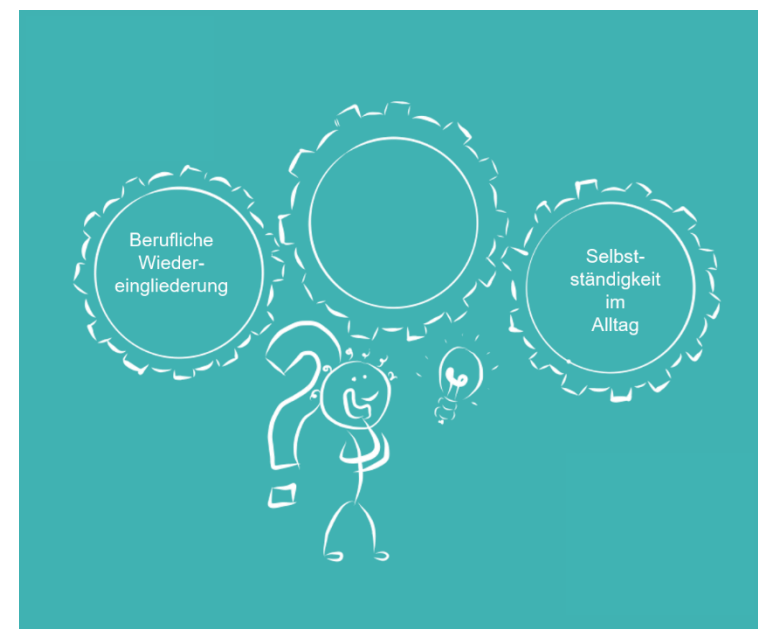 Berufliche
Wieder-
eingliederung
Selbst-
ständigkeit
im
Alltag